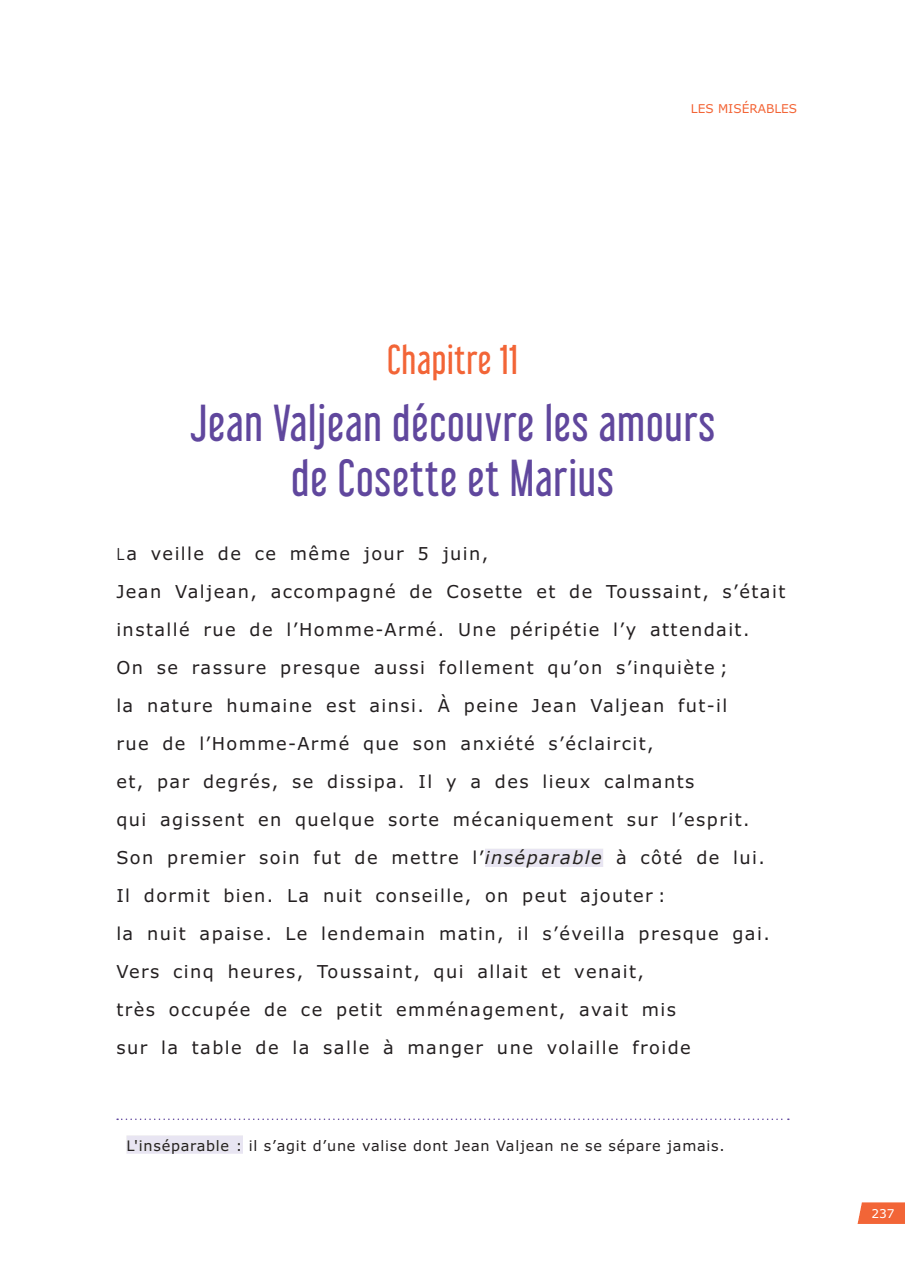 LES MISÉRABLES
Chapitre 11
Jean Valjean découvre les amours
de Cosette et Marius
La veille de ce même jour 5 juin,
Jean Valjean, accompagné de Cosette et de Toussaint, s’était
installé rue de l’Homme-Armé. Une péripétie l’y attendait.
On se rassure presque aussi follement qu’on s’inquiète ;
la nature humaine est ainsi. À peine Jean Valjean fut-il
rue de l’Homme-Armé que son anxiété s’éclaircit,
et, par degrés, se dissipa. Il y a des lieux calmants
qui agissent en quelque sorte mécaniquement sur l’esprit.
Son premier soin fut de mettre l’inséparable à côté de lui.
Il dormit bien. La nuit conseille, on peut ajouter :
la nuit apaise. Le lendemain matin, il s’éveilla presque gai.
Vers cinq heures, Toussaint, qui allait et venait,
très occupée de ce petit emménagement, avait mis
sur la table de la salle à manger une volaille froide
L'inséparable : il s’agit d’une valise dont Jean Valjean ne se sépare jamais.
237